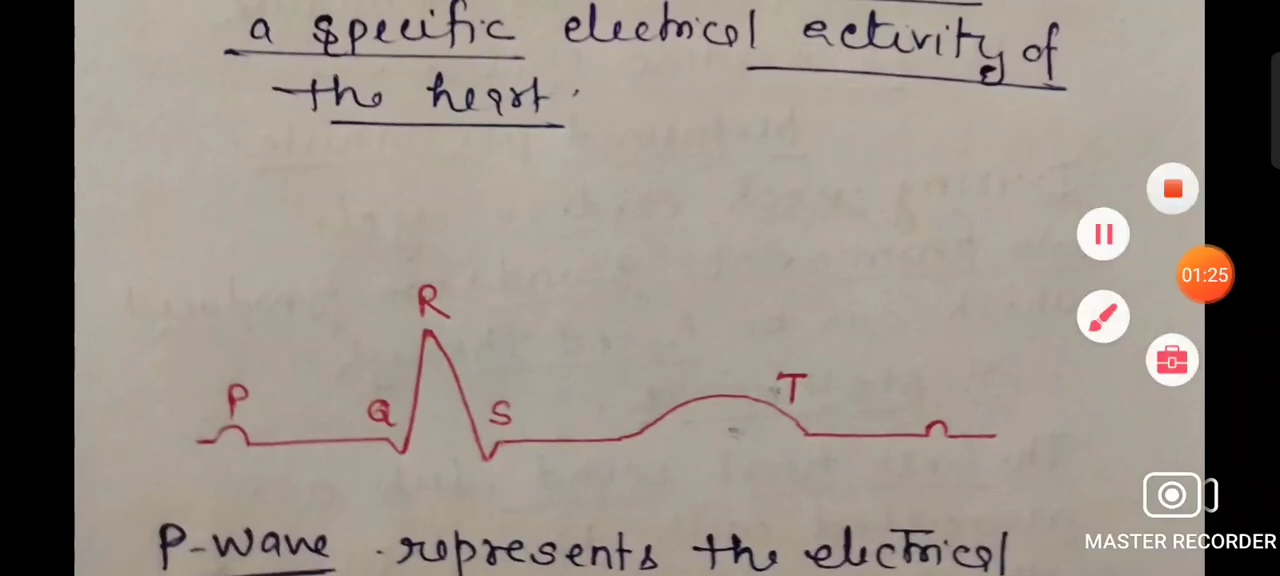 a specific electrical activity of
the heart.
R
P
Q
S
T
P-wave represents the electrical
01:25
MASTER RECORDER